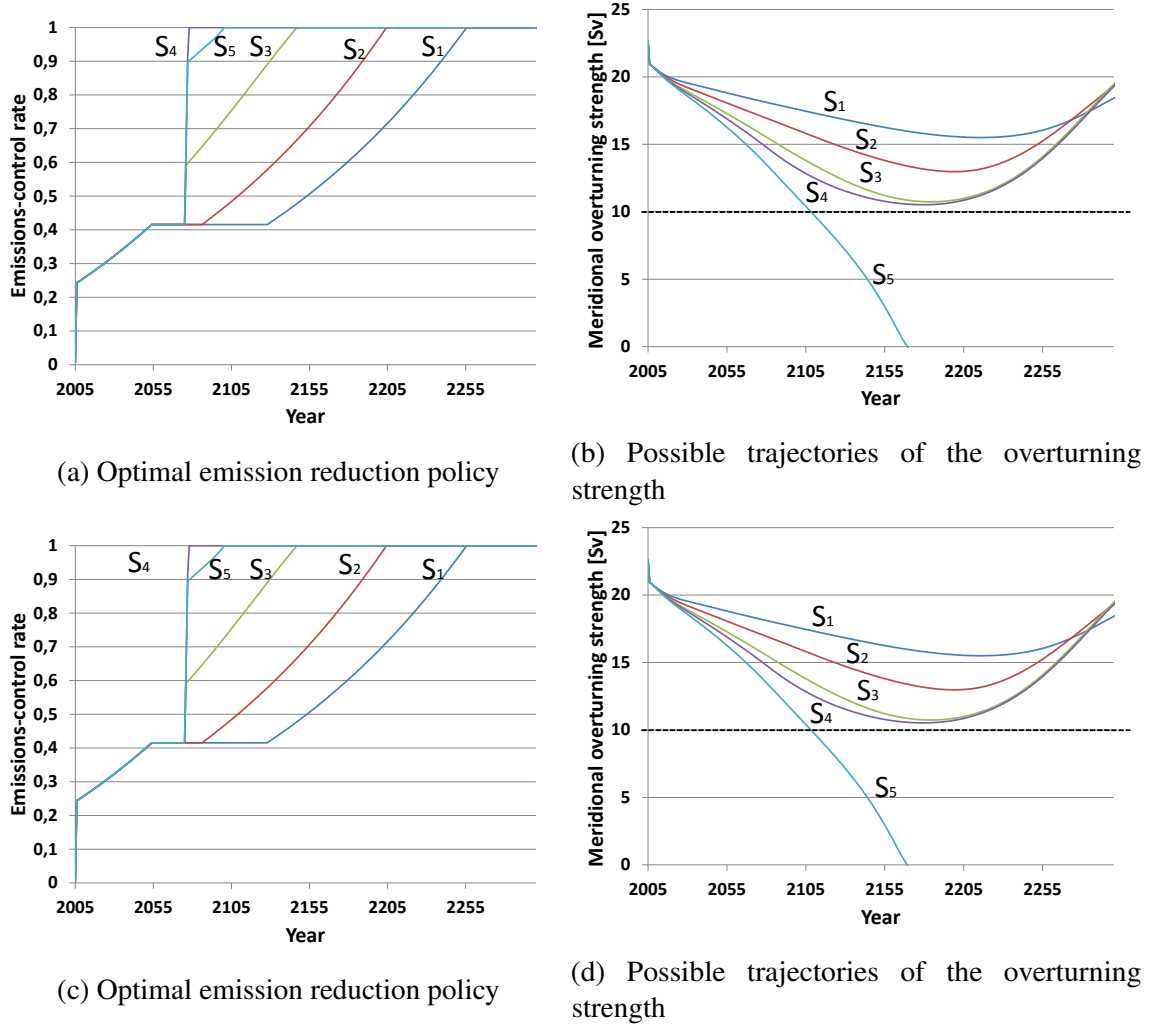 Emissions-control rate
1
0,9
0,8
0,7
0,6
0,5
0,4
0,3
0,2
0,1
0
S4
S5
S3
S2
S1
2005 2055 2105 2155 2205 2255
Year
(a) Optimal emission reduction policy
Meridional overturning strength [Sv]
25
20
15
10
5
0
S1
S2
S3
S4
S5
2005 2055 2105 2155 2205 2255
Year
(b) Possible trajectories of the overturning
strength
Emissions-control rate
1
0,9
0,8
0,7
0,6
0,5
0,4
0,3
0,2
0,1
0
S4
S5
S3
S2
S1
2005 2055 2105 2155 2205 2255
Year
(c) Optimal emission reduction policy
Meridional overturning strength [Sv]
25
20
15
10
5
0
S1
S2
S3
S4
S5
2005 2055 2105 2155 2205 2255
Year
(d) Possible trajectories of the overturning
strength